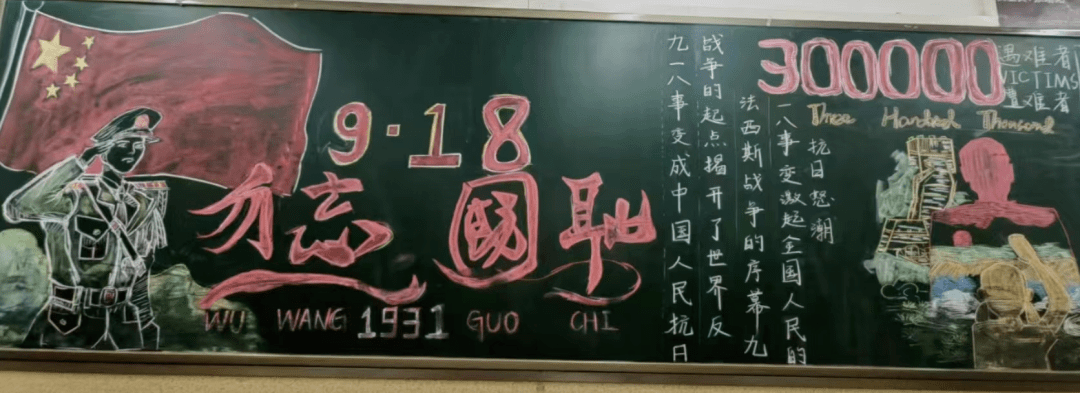 9·18
勿忘國耻
WU WANG 1931 GUO CHI
九一八事变成中国人民抗日
战争的起点揭开了世界反
法西斯战争的序幕九
一八事变激起全国人民的
抗日怒潮
300000
遇难者
VICTIMS
遭难者
Three Hundred Thousand